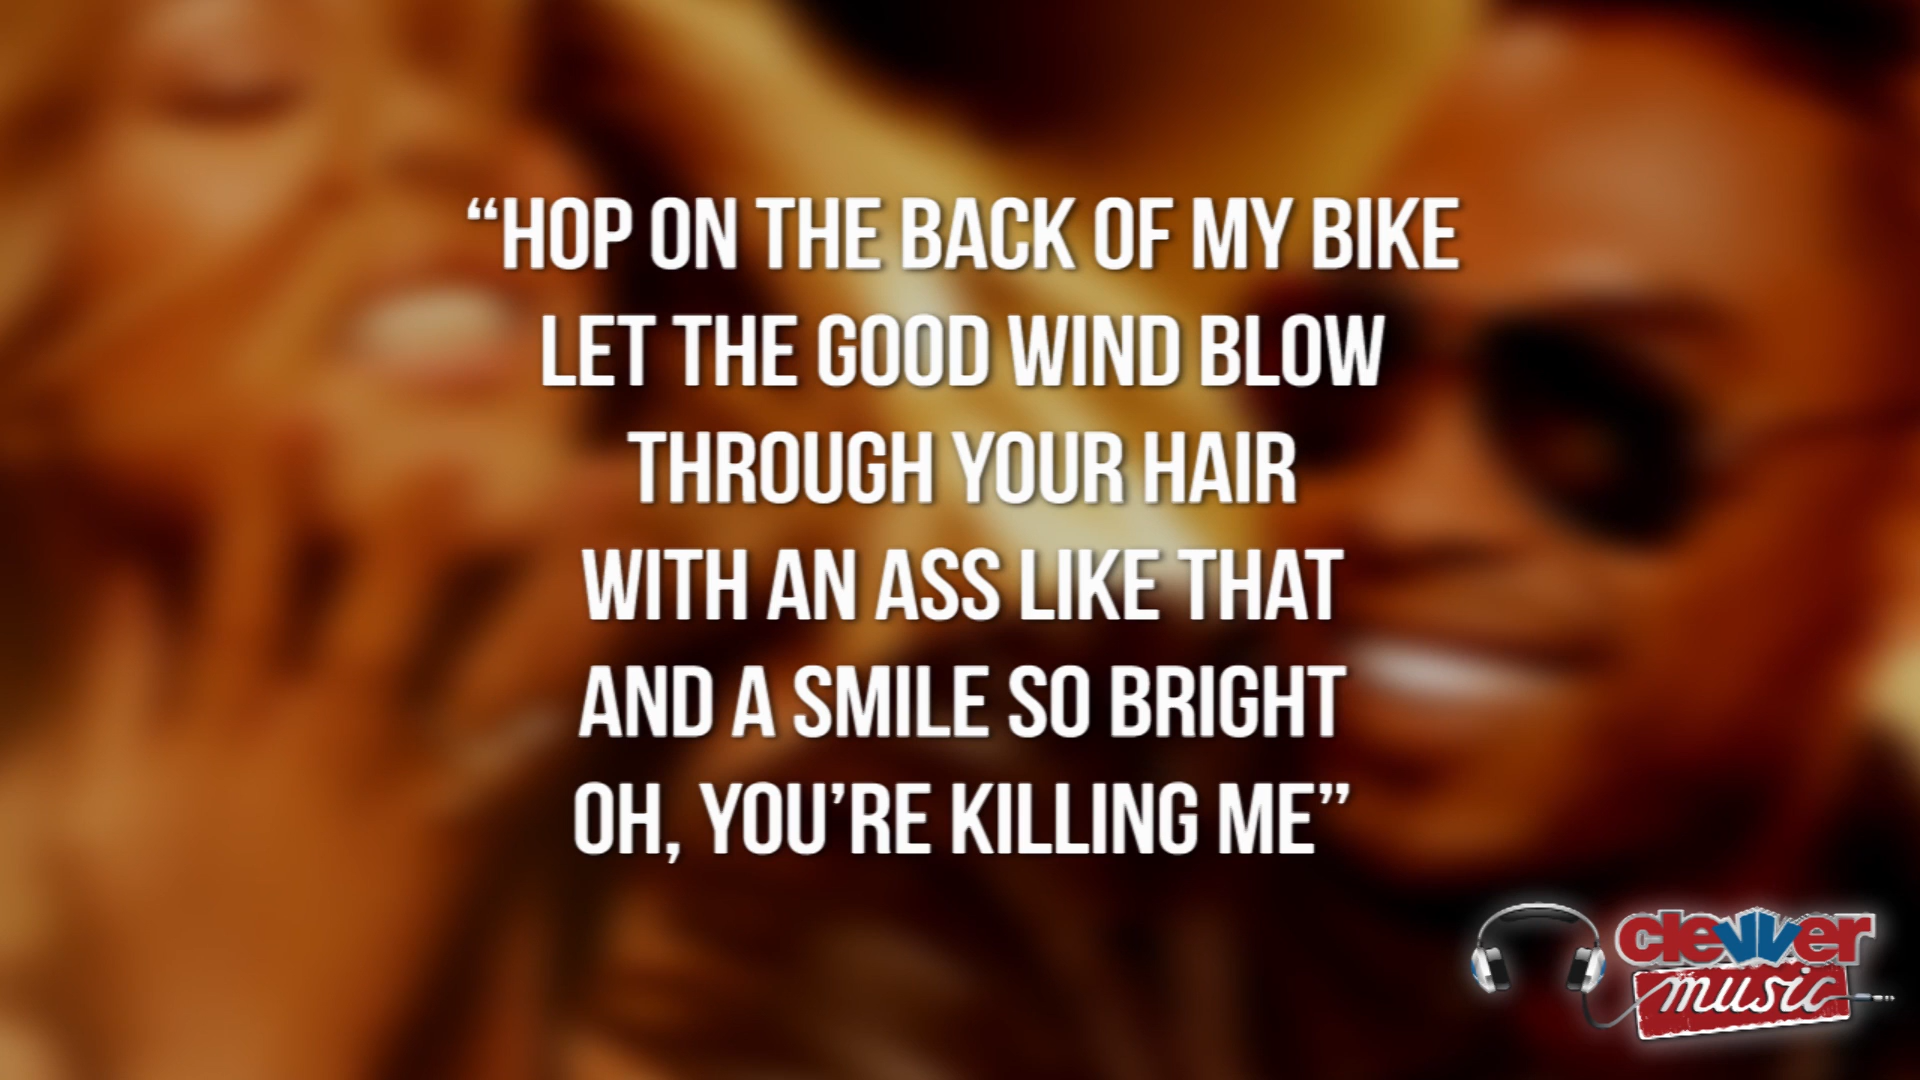 “HOP ON THE BACK OF MY BIKE
LET THE GOOD WIND BLOW
THROUGH YOUR HAIR
WITH AN ASS LIKE THAT
AND A SMILE SO BRIGHT
OH, YOU’RE KILLING ME”
clevver
music